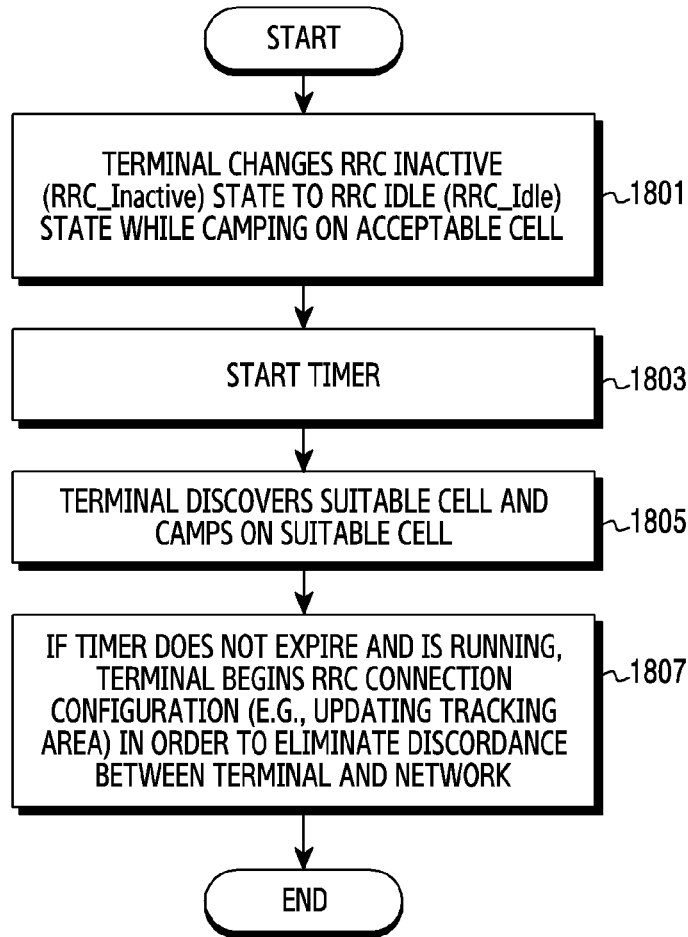 START
TERMINAL CHANGES RRC INACTIVE
(RRC_Inactive) STATE TO RRC IDLE (RRC_Idle)
STATE WHILE CAMPING ON ACCEPTABLE CELL
1801
START TIMER
1803
TERMINAL DISCOVERS SUITABLE CELL AND
CAMPS ON SUITABLE CELL
1805
IF TIMER DOES NOT EXPIRE AND IS RUNNING,
TERMINAL BEGINS RRC CONNECTION
CONFIGURATION (E.G., UPDATING TRACKING
AREA) IN ORDER TO ELIMINATE DISCORDANCE
BETWEEN TERMINAL AND NETWORK
1807
END